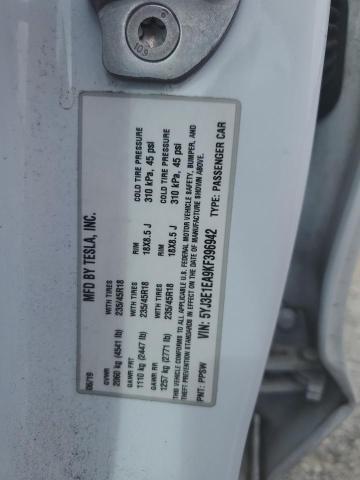 MFD BY TESLA, INC.
06/19
GVWR
2060 kg (4541 lb)
WITH TIRES
235/45R18
GAWR FRT
1110 kg (2447 lb)
WITH TIRES
235/45R18
RIM
18X8.5 J
COLD TIRE PRESSURE
310 kPa, 45 psi
GAWR RR
1257 kg (2771 lb)
WITH TIRES
235/45R18
RIM
18X8.5 J
COLD TIRE PRESSURE
310 kPa, 45 psi
THIS VEHICLE CONFORMS TO ALL APPLICABLE U.S. FEDERAL MOTOR VEHICLE SAFETY, BUMPER, AND
THEFT PREVENTION STANDARDS IN EFFECT ON THE DATE OF MANUFACTURE SHOWN ABOVE.
VIN: 5YJ3E1EA9KF396942 TYPE: PASSENGER CAR
PNT: PPSW
10.9